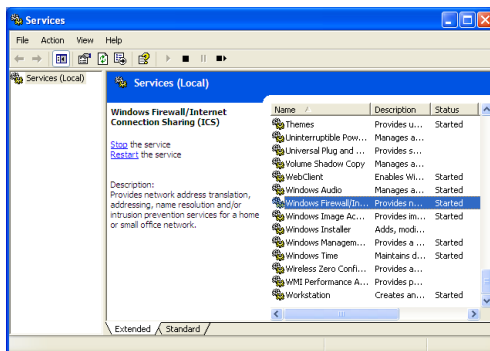 Services
File Action View Help
Services (Local)
Services (Local)
Windows Firewall/Internet
Connection Sharing (ICS)
Stop the service
Restart the service
Description:
Provides network address translation,
addressing, name resolution and/or
intrusion prevention services for a home
or small office network.
Name Description Status
Themes Provides u... Started
Uninterruptible Pow... Manages a...
Universal Plug and ... Provides s...
Volume Shadow Copy Manages a...
WebClient Enables Wi... Started
Windows Audio Manages a... Started
Windows Firewall/In... Provides n... Started
Windows Image Ac... Provides im... Started
Windows Installer Adds, modi...
Windows Managem... Provides a ... Started
Windows Time Maintains d... Started
Wireless Zero Confi... Provides a...
WMI Performance A... Provides p...
Workstation Creates an... Started
Extended Standard